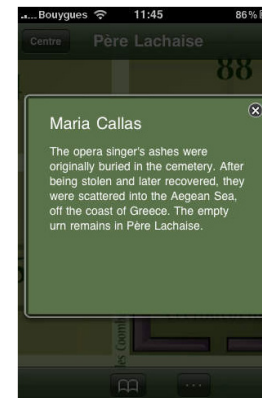 ....Bouygues 11:45 86%
Centre Père Lachaise
88
Maria Callas
The opera singer's ashes were
originally buried in the cemetery. After
being stolen and later recovered, they
were scattered into the Aegean Sea,
off the coast of Greece. The empty
urn remains in Père Lachaise.